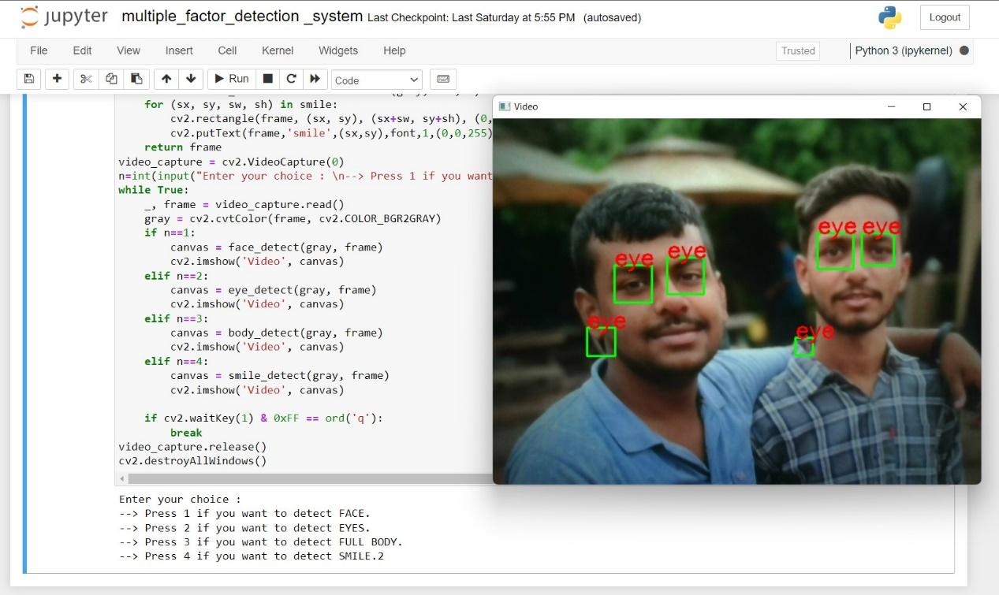 jupyter multiple_factor_detection _system Last Checkpoint: Last Saturday at 5:55 PM (autosaved)
Logout
File Edit View Insert Cell Kernel Widgets Help
Trusted
Python 3 (ipykernel)
Run
Code
for (sx, sy, sw, sh) in smile:
cv2.rectangle(frame, (sx, sy), (sx+sw, sy+sh), (0,
cv2.putText(frame,'smile',(sx,sy),font,1,(0,0,255)
return frame
video_capture = cv2.VideoCapture(0)
n=int(input("Enter your choice : \n--> Press 1 if you want
while True:
_, frame = video_capture.read()
gray = cv2.cvtColor(frame, cv2.COLOR_BGR2GRAY)
if n==1:
canvas = face_detect(gray, frame)
cv2.imshow('Video', canvas)
elif n==2:
canvas = eye_detect(gray, frame)
cv2.imshow('Video', canvas)
elif n==3:
canvas = body_detect(gray, frame)
cv2.imshow('Video', canvas)
elif n==4:
canvas = smile_detect(gray, frame)
cv2.imshow('Video', canvas)
if cv2.waitKey(1) & 0xFF == ord('q'):
break
video_capture.release()
cv2.destroyAllWindows()
Video
eye eye
eye eye
eye
eye
Enter your choice :
--> Press 1 if you want to detect FACE.
--> Press 2 if you want to detect EYES.
--> Press 3 if you want to detect FULL BODY.
--> Press 4 if you want to detect SMILE.2